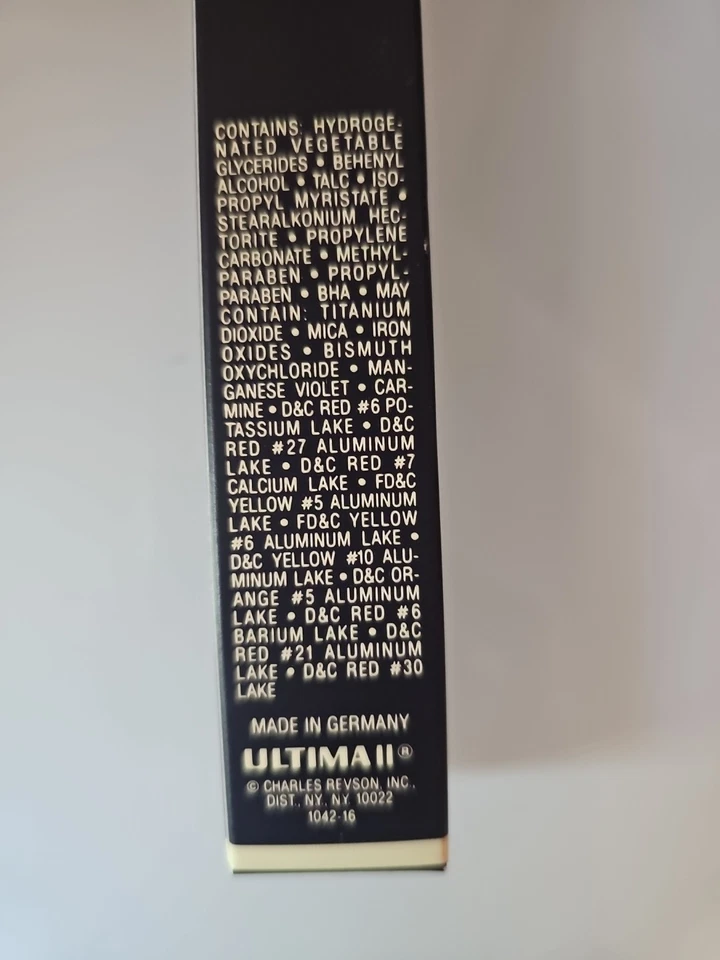 CONTAINS: HYDROGE-
NATED VEGETABLE
GLYCERIDES • BEHENYL
ALCOHOL • TALC • ISO-
PROPYL MYRISTATE •
STEARALKONIUM HEC-
TORITE • PROPYLENE
CARBONATE • METHYL-
PARABEN • PROPYL-
PARABEN • BHA • MAY
CONTAIN: TITANIUM
DIOXIDE • MICA • IRON
OXIDES • BISMUTH
OXYCHLORIDE • MAN-
GANESE VIOLET • CAR-
MINE • D&C RED #6 PO-
TASSIUM LAKE • D&C
RED #27 ALUMINUM
LAKE • D&C RED #7
CALCIUM LAKE • FD&C
YELLOW #5 ALUMINUM
LAKE • FD&C YELLOW
#6 ALUMINUM LAKE •
D&C YELLOW #10 ALU-
MINUM LAKE • D&C OR-
ANGE #5 ALUMINUM
LAKE • D&C RED #6
BARIUM LAKE • D&C
RED #21 ALUMINUM
LAKE • D&C RED #30
LAKE
MADE IN GERMANY
ULTIMA II ®
© CHARLES REVSON, INC.,
DIST., NY, NY 10022
1042-16